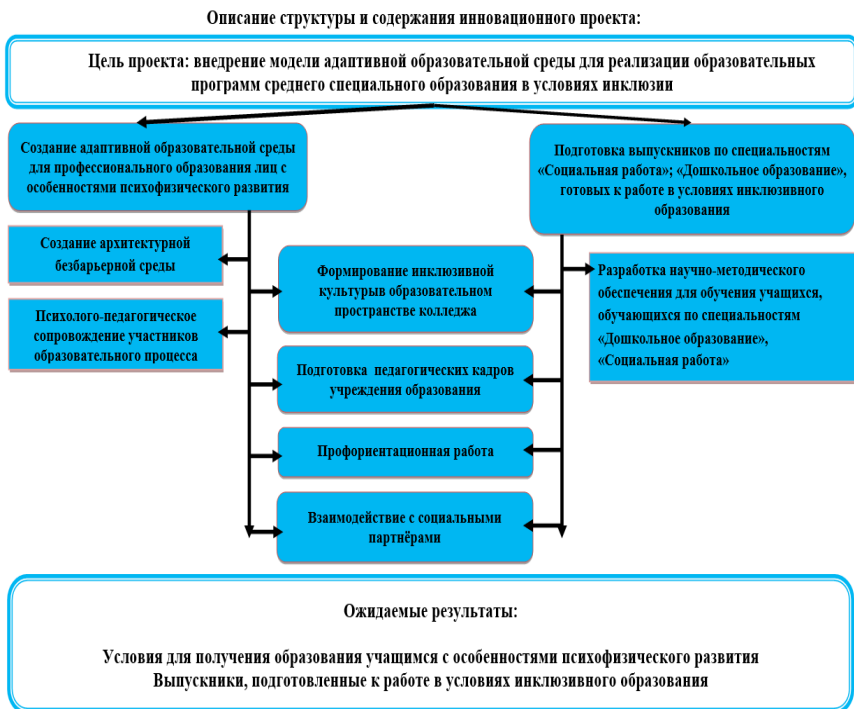 Описание структуры и содержания инновационного проекта:
Цель проекта: внедрение модели адаптивной образовательной среды для реализации образовательных
программ среднего специального образования в условиях инклюзии
Создание адаптивной образовательной среды
для профессионального образования лиц с
особенностями психофизического развития
Подготовка выпускников по специальностям
«Социальная работа»; «Дошкольное образование»,
готовых к работе в условиях инклюзивного
образования
Создание архитектурной
безбарьерной среды
Психолого-педагогическое
сопровождение участников
образовательного процесса
Формирование инклюзивной
культурыв образовательном
пространстве колледжа
Подготовка педагогических кадров
учреждения образования
Профориентационная работа
Взаимодействие с социальными
партнёрами
Разработка научно-методического
обеспечения для обучения учащихся,
обучающихся по специальностям
«Дошкольное образование»,
«Социальная работа»
Ожидаемые результаты:
Условия для получения образования учащимся с особенностями психофизического развития
Выпускники, подготовленные к работе в условиях инклюзивного образования